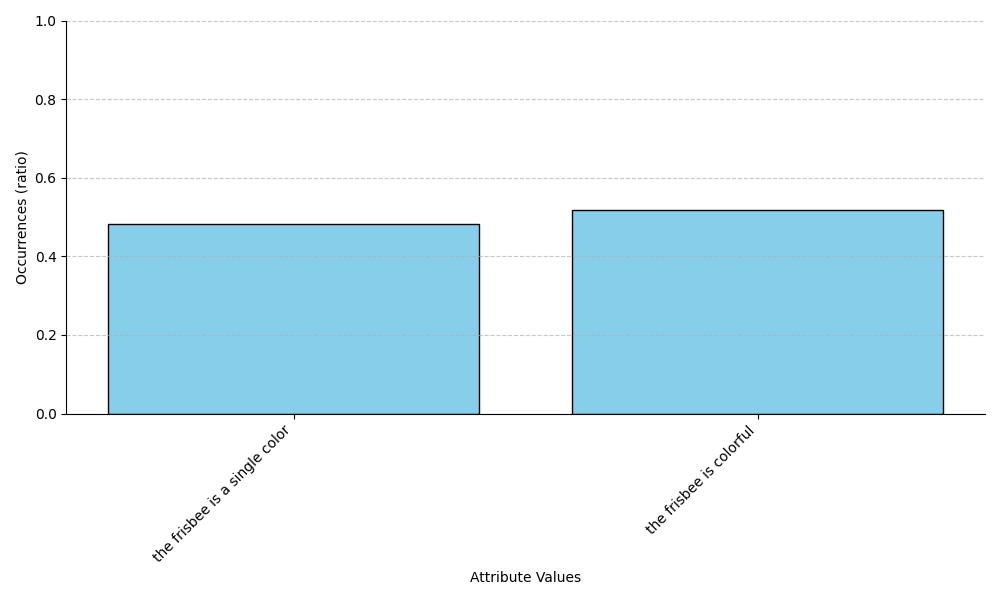 1.0
0.8
0.6
0.4
0.2
0.0
Occurrences (ratio)
the frisbee is a single color
the frisbee is colorful
Attribute Values